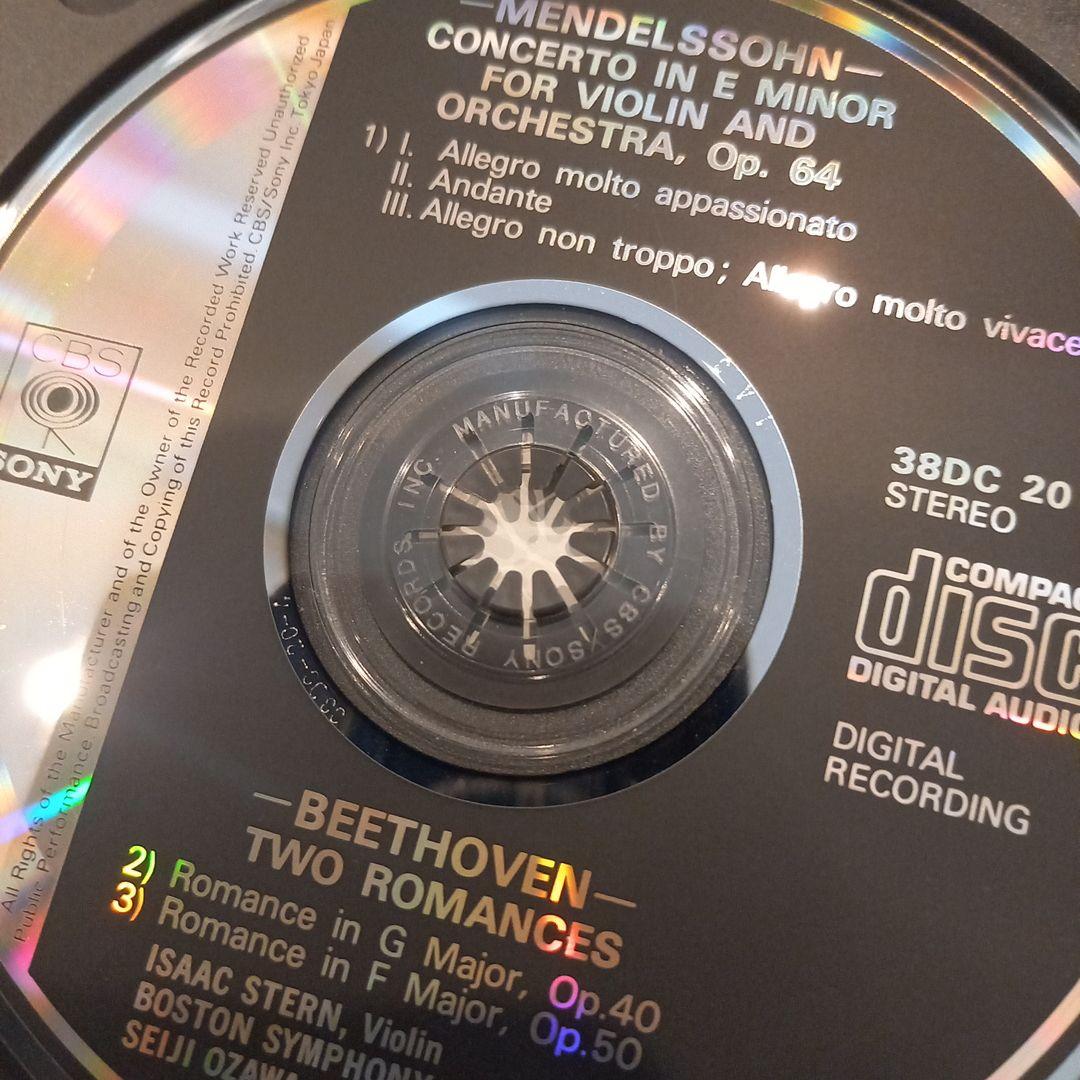 —MENDELSSOHN—
CONCERTO IN E MINOR
FOR VIOLIN AND
ORCHESTRA, Op. 64
1) I. Allegro molto appassionato
II. Andante
III. Allegro non troppo; Allegro molto vivace
38DC 20
STEREO
COMPAC
disc
DIGITAL AUDIO
DIGITAL
RECORDING
CBS
SONY
All Rights of the Manufacturer and of the Owner of the Recorded Work Reserved Unauthorized
Public Performance Broadcasting and Copying of this Record Prohibited. CBS/Sony Inc. Tokyo Japan
MANUFACTURED BY CBS/SONY RECORDS INC.
—BEETHOVEN—
TWO ROMANCES
2) Romance in G Major, Op.40
3) Romance in F Major, Op.50
ISAAC STERN, Violin
BOSTON SYMPHONY
SEIJI OZAWA